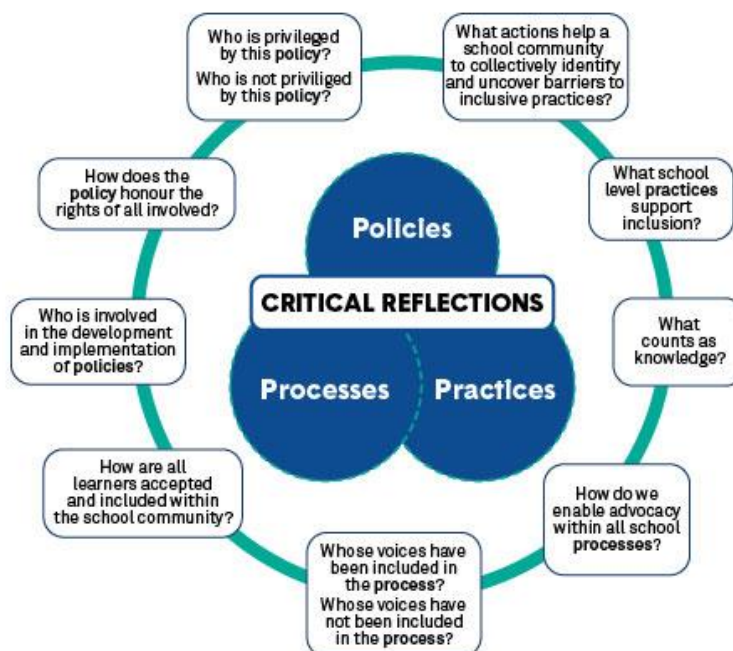 Who is privileged
by this policy?
Who is not priviliged
by this policy?
What actions help a
school community
to collectively identify
and uncover barriers to
inclusive practices?
How does the
policy honour the
rights of all involved?
What school
level practices
support
inclusion?
Policies
CRITICAL REFLECTIONS
Processes
Practices
Who is involved
in the development
and implementation
of policies?
What
counts as
knowledge?
How are all
learners accepted
and included within
the school community?
How do we
enable advocacy
within all school
processes?
Whose voices have
been included in
the process?
Whose voices have
not been included
in the process?